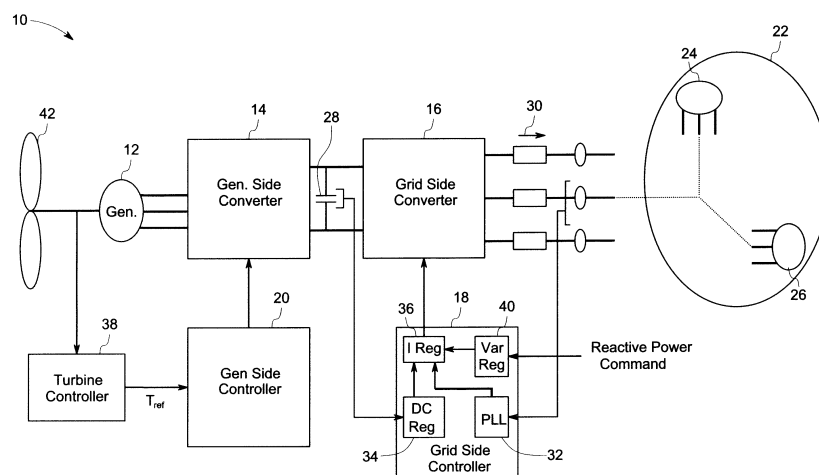 10
42
12
Gen.
14
Gen. Side
Converter
28
16
Grid Side
Converter
30
24
22
26
38
Turbine
Controller
T_ref
20
Gen Side
Controller
36
18
40
I Reg
Var
Reg
Reactive Power
Command
DC
Reg
PLL
34
Grid Side
Controller
32